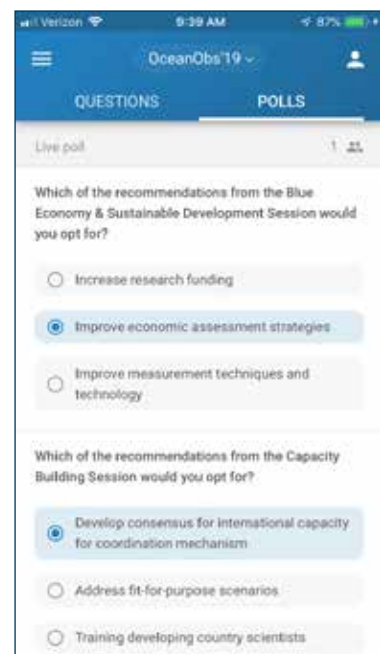 Verizon 9:39 AM 87%
OceanObs'19
QUESTIONS POLLS
Live poll 1
Which of the recommendations from the Blue
Economy & Sustainable Development Session would
you opt for?
Increase research funding
Improve economic assessment strategies
Improve measurement techniques and
technology
Which of the recommendations from the Capacity
Building Session would you opt for?
Develop consensus for international capacity
for coordination mechanism
Address fit-for-purpose scenarios
Training developing country scientists